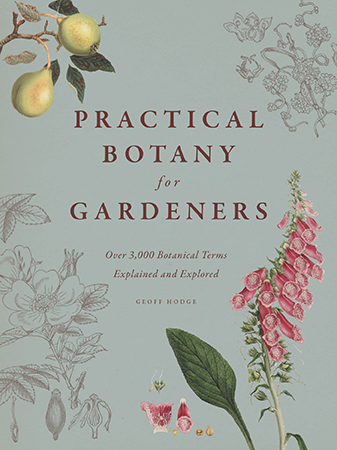 PRACTICAL
BOTANY
for
GARDENERS
Over 3,000 Botanical Terms
Explained and Explored
GEOFF HODGE